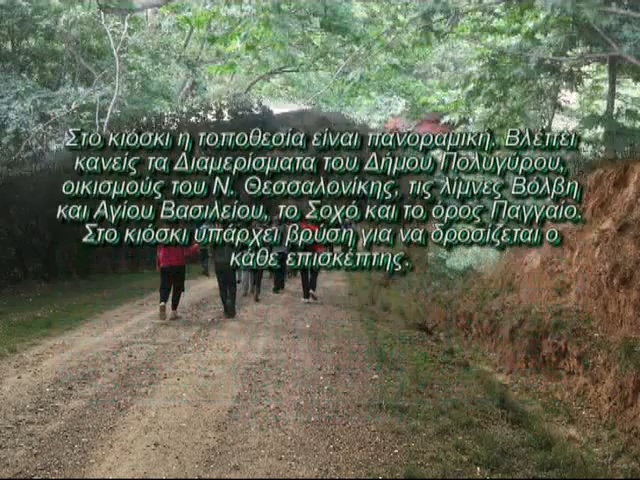 Στο κιόσκι η τοποθεσία είναι πανοραμική. Βλέπει
κανείς τα Διαμερίσματα του Δήμου Πολυγύρου,
οικισμούς του Ν. Θεσσαλονίκης, τις λίμνες Βόλβη
και Αγίου Βασιλείου, το Σοχό και το όρος Παγγαίο.
Στο κιόσκι υπάρχει βρύση για να δροσίζεται ο
κάθε επισκέπτης.